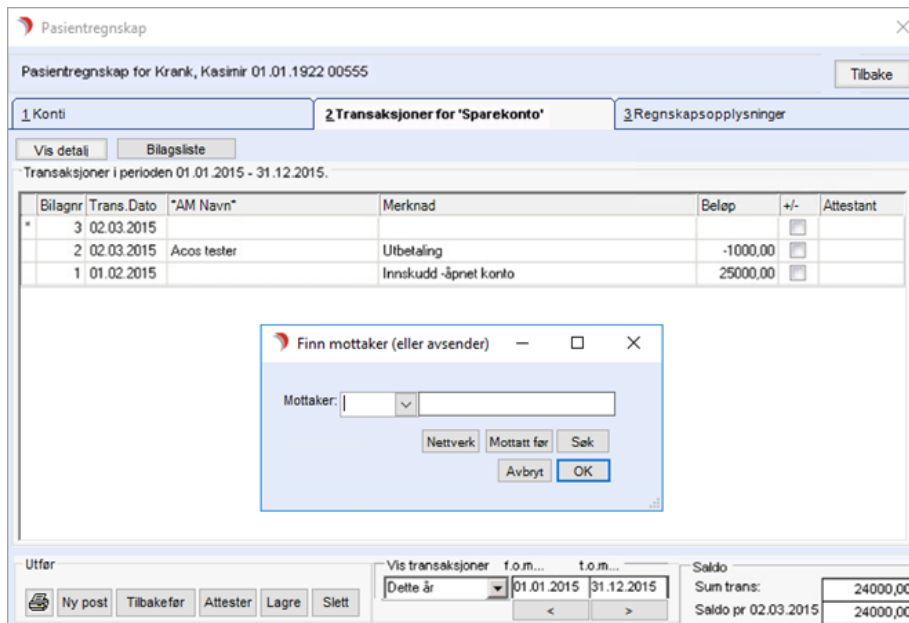 Pasientregnskap
Pasientregnskap for Krank, Kasimir 01.01.1922 00555
Tilbake
1 Konti
2 Transaksjoner for 'Sparekonto'
3 Regnskapsopplysninger
Vis detalj Bilagsliste
Transaksjoner i perioden 01.01.2015 - 31.12.2015.
Bilagnr Trans.Dato "AM Navn" Merknad Beløp +/- Attestant
* 3 02.03.2015
2 02.03.2015 Acos tester Utbetaling -1000,00
1 01.02.2015 Innskudd -åpnet konto 25000,00
Finn mottaker (eller avsender)
Mottaker:
Nettverk Mottatt før Søk
Avbryt OK
Utfør
Ny post Tilbakefør Attester Lagre Slett
Vis transaksjoner f.o.m... t.o.m...
Dette år 01.01.2015 31.12.2015
< >
Saldo
Sum trans: 24000,00
Saldo pr 02.03.2015 24000,00